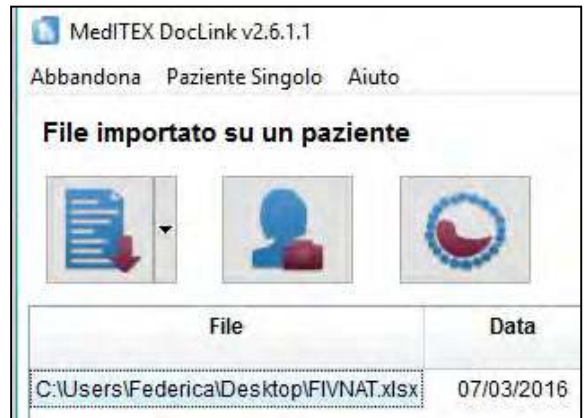 MedITEX DocLink v2.6.1.1
Abbandona Paziente Singolo Aiuto
File importato su un paziente
File Data
C:\Users\Federica\Desktop\FIVNAT.xlsx 07/03/2016